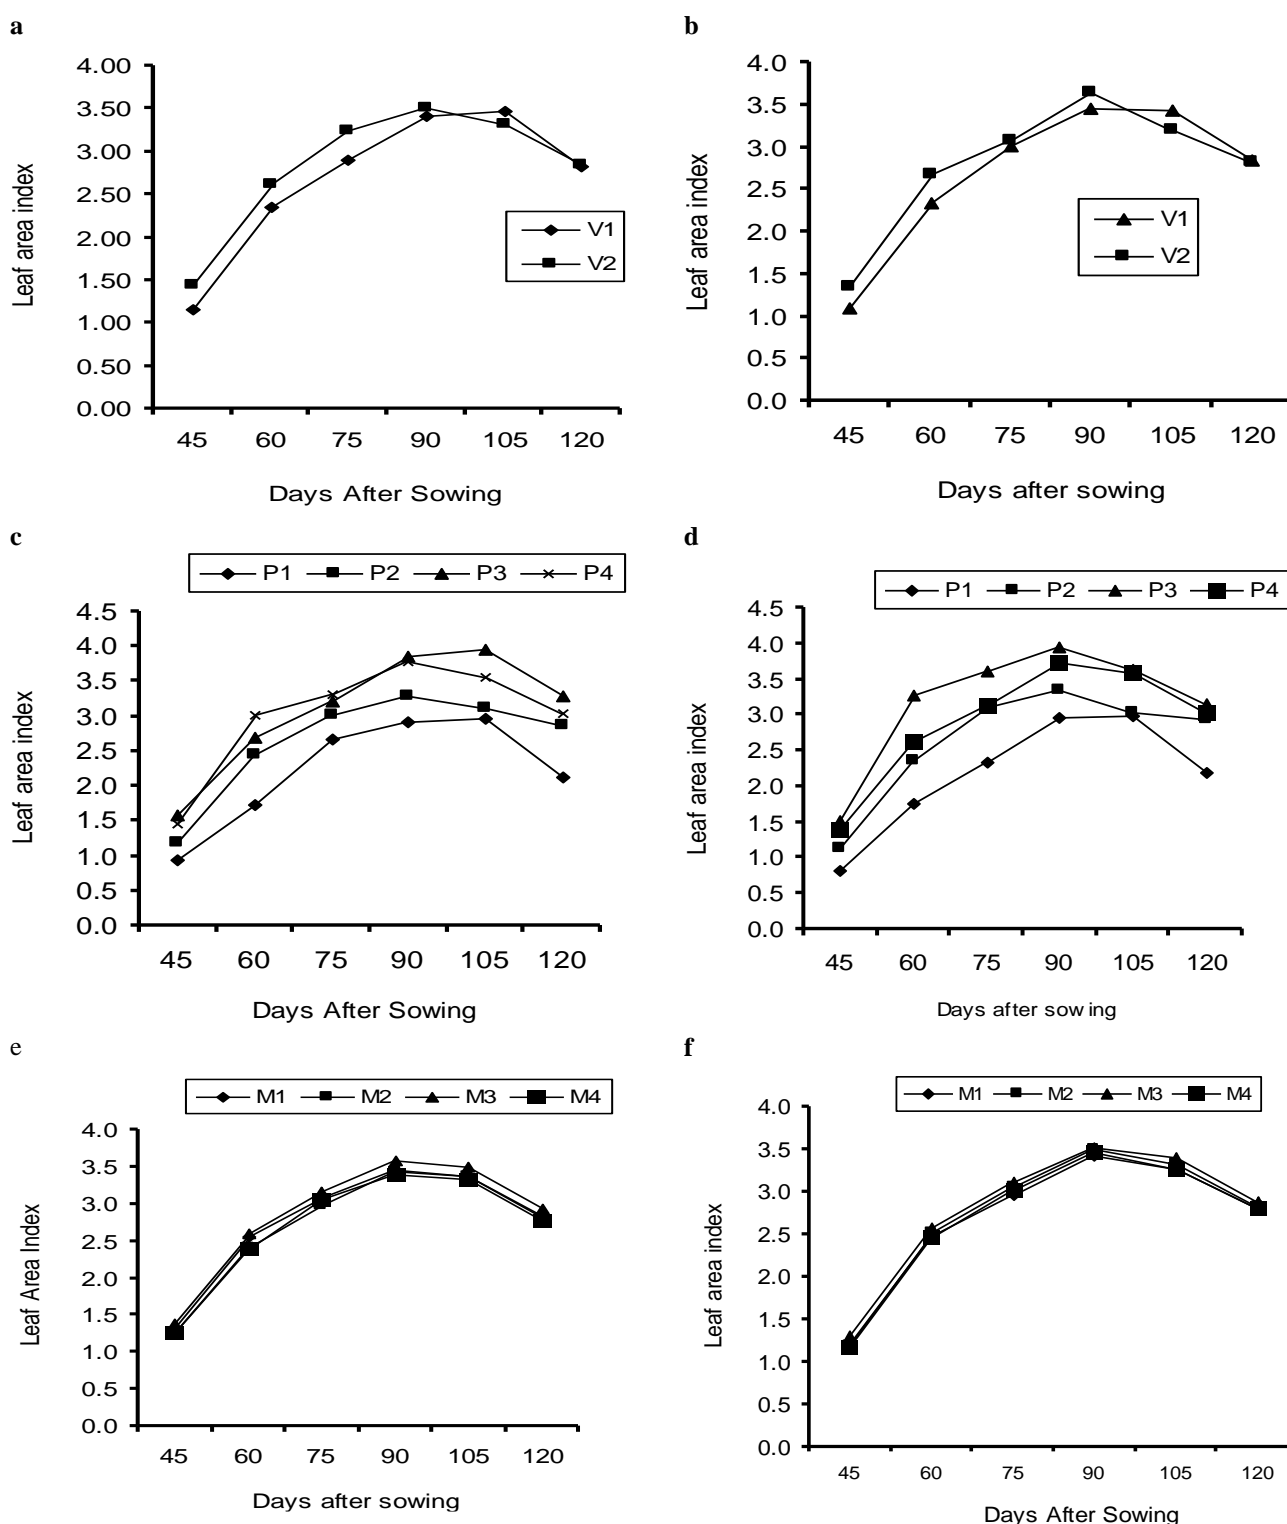 a
4.00
3.50
3.00
2.50
2.00
1.50
1.00
0.50
0.00
Leaf area index
V1
V2
45 60 75 90 105 120
Days After Sowing
b
4.0
3.5
3.0
2.5
2.0
1.5
1.0
0.5
0.0
Leaf area index
V1
V2
45 60 75 90 105 120
Days after sowing
c
P1 P2 P3 P4
4.5
4.0
3.5
3.0
2.5
2.0
1.5
1.0
0.5
0.0
Leaf area index
45 60 75 90 105 120
Days After Sowing
d
P1 P2 P3 P4
4.5
4.0
3.5
3.0
2.5
2.0
1.5
1.0
0.5
0.0
Leaf area index
45 60 75 90 105 120
Days after sowing
e
M1 M2 M3 M4
4.0
3.5
3.0
2.5
2.0
1.5
1.0
0.5
0.0
Leaf Area Index
45 60 75 90 105 120
Days after sowing
f
M1 M2 M3 M4
4.0
3.5
3.0
2.5
2.0
1.5
1.0
0.5
0.0
Leaf area index
45 60 75 90 105 120
Days After Sowing